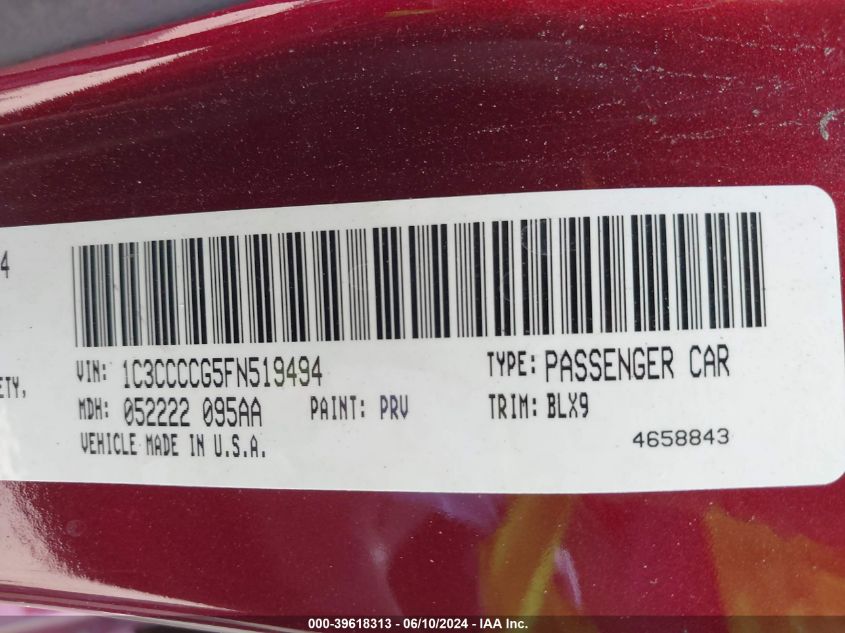 4
ETY,
VIN: 1C3CCCCG5FN519494
TYPE: PASSENGER CAR
MDH: 052222 095AA
PAINT: PRV
TRIM: BLX9
VEHICLE MADE IN U.S.A.
4658843
000-39618313 - 06/10/2024 - IAA Inc.